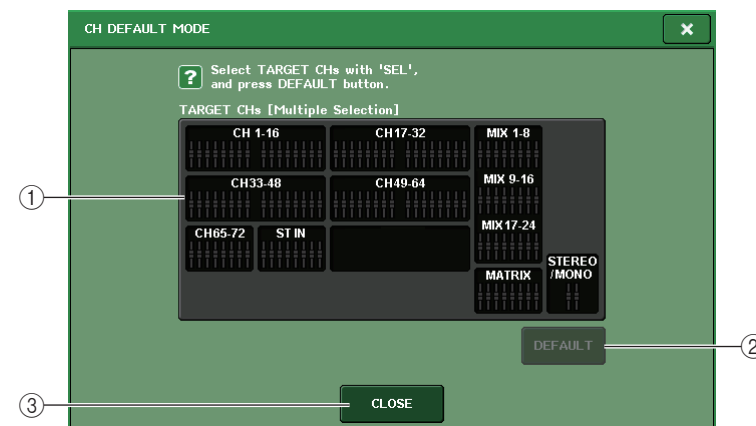 CH DEFAULT MODE
×
? Select TARGET CHs with 'SEL',
and press DEFAULT button.
TARGET CHs [Multiple Selection]
CH 1-16
CH17-32
MIX 1-8
CH33-48
CH49-64
MIX 9-16
CH65-72
ST IN
MIX17-24
MATRIX
STEREO
/MONO
DEFAULT
CLOSE
①
②
③